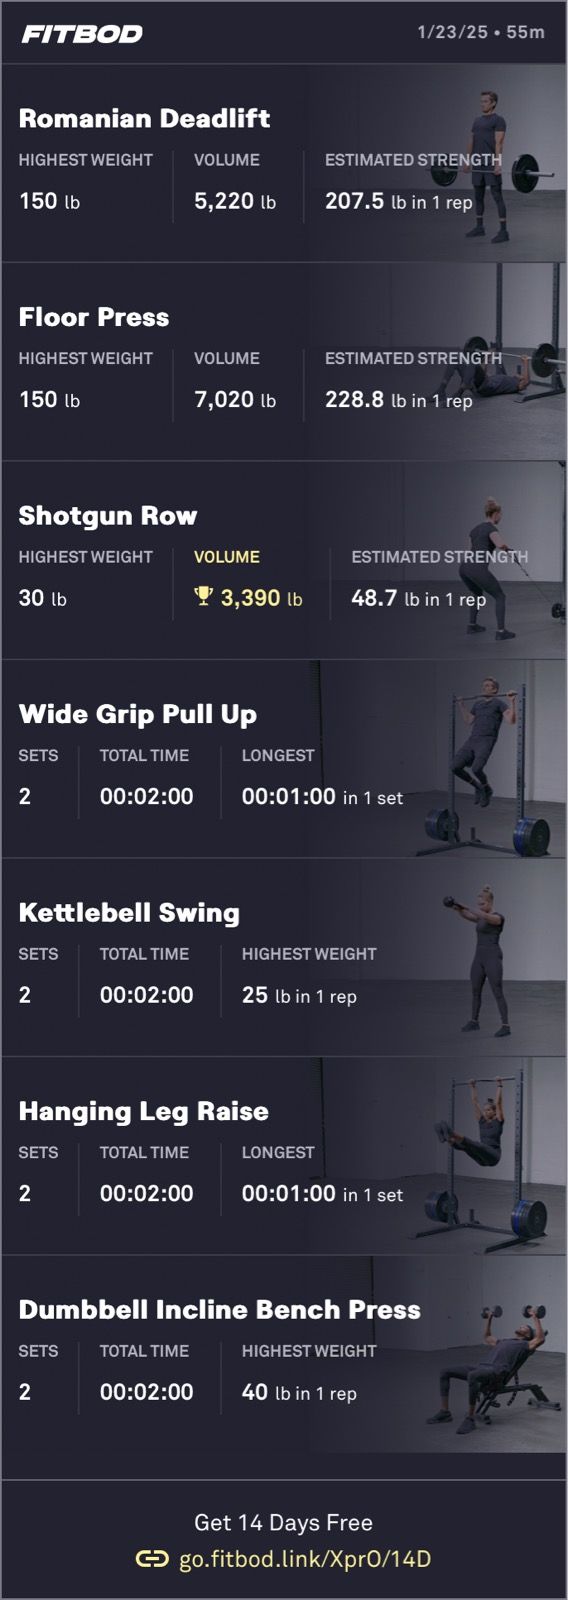 FITBOD 1/23/25 • 55m
Romanian Deadlift
HIGHEST WEIGHT VOLUME ESTIMATED STRENGTH
150 lb 5,220 lb 207.5 lb in 1 rep
Floor Press
HIGHEST WEIGHT VOLUME ESTIMATED STRENGTH
150 lb 7,020 lb 228.8 lb in 1 rep
Shotgun Row
HIGHEST WEIGHT VOLUME ESTIMATED STRENGTH
30 lb 3,390 lb 48.7 lb in 1 rep
Wide Grip Pull Up
SETS TOTAL TIME LONGEST
2 00:02:00 00:01:00 in 1 set
Kettlebell Swing
SETS TOTAL TIME HIGHEST WEIGHT
2 00:02:00 25 lb in 1 rep
Hanging Leg Raise
SETS TOTAL TIME LONGEST
2 00:02:00 00:01:00 in 1 set
Dumbbell Incline Bench Press
SETS TOTAL TIME HIGHEST WEIGHT
2 00:02:00 40 lb in 1 rep
Get 14 Days Free
go.fitbod.link/XprO/14D